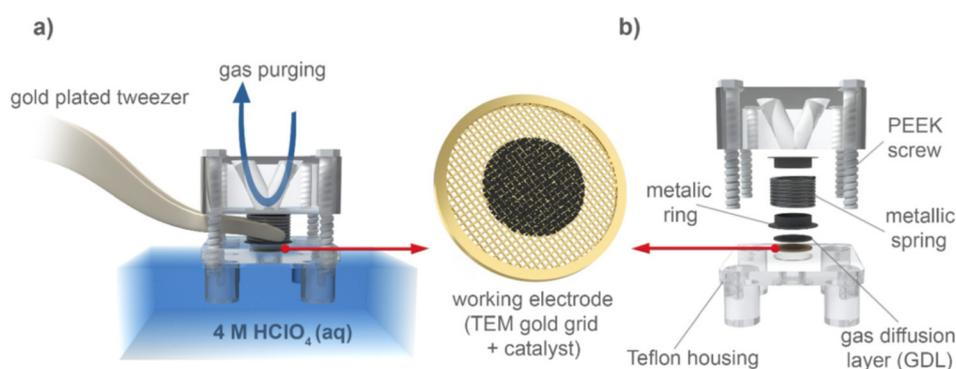 a)
gas purging
gold plated tweezer
4 M HClO₄ (aq)
working electrode
(TEM gold grid
+ catalyst)
b)
PEEK
screw
metalic
ring
metallic
spring
Teflon housing
gas diffusion
layer (GDL)